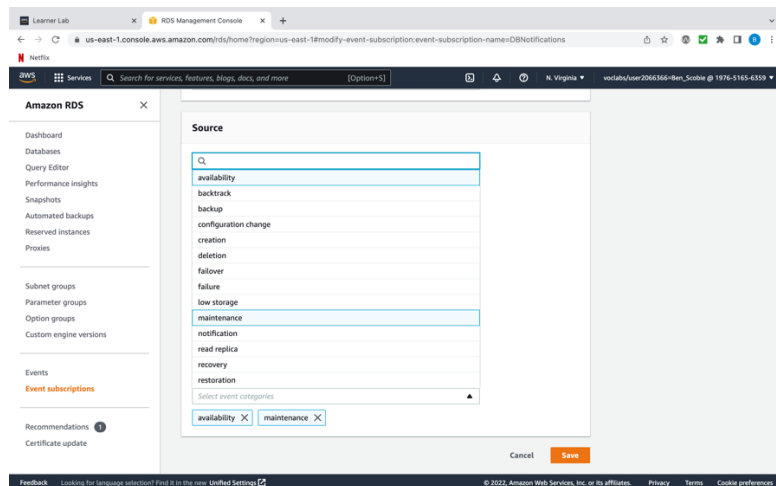 Learner Lab
RDS Management Console
us-east-1.console.aws.amazon.com/rds/home?region=us-east-1#modify-event-subscription:event-subscription-name=DBNotifications
B
N Netflix
aws
Services
Search for services, features, blogs, docs, and more
[Option+S]
N. Virginia
voclabs/user2066366=Ben_Scobie @ 1976-5165-6359
Amazon RDS
Dashboard
Databases
Query Editor
Performance insights
Snapshots
Automated backups
Reserved instances
Proxies
Subnet groups
Parameter groups
Option groups
Custom engine versions
Events
Event subscriptions
Recommendations 1
Certificate update
Source
availability
backtrack
backup
configuration change
creation
deletion
failover
failure
low storage
maintenance
notification
read replica
recovery
restoration
Select event categories
availability
maintenance
Cancel
Save
Feedback
Looking for language selection? Find it in the new Unified Settings
© 2022, Amazon Web Services, Inc. or its affiliates.
Privacy
Terms
Cookie preferences